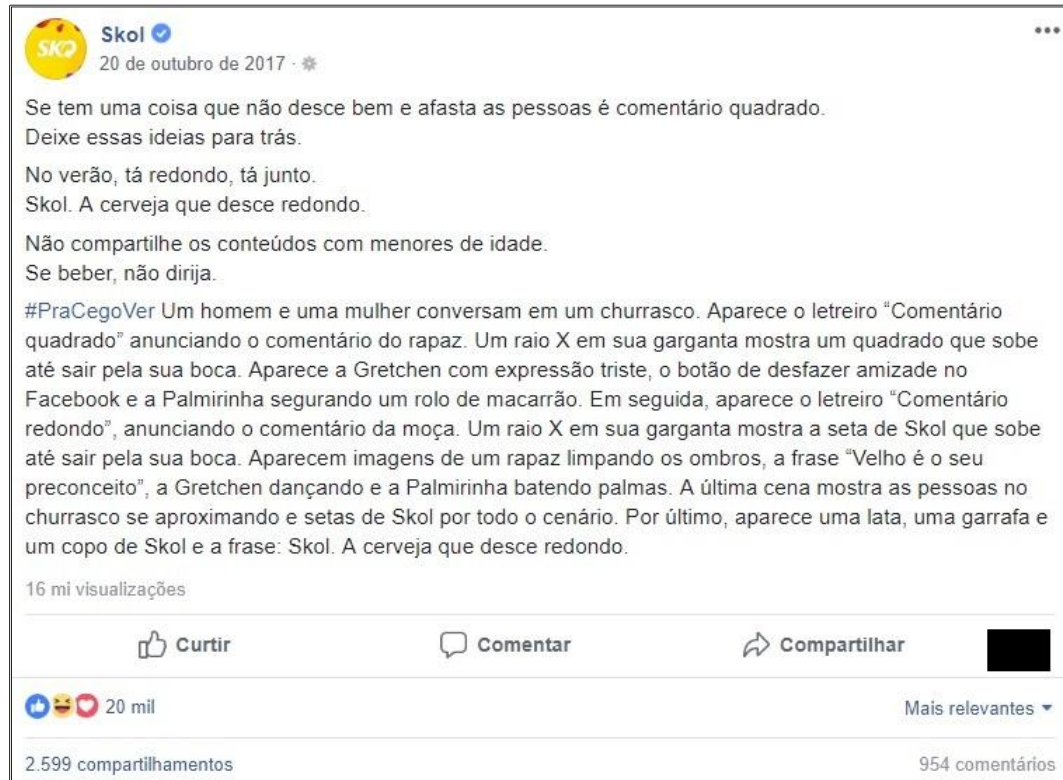 SKO
Skol
20 de outubro de 2017 ·
Se tem uma coisa que não desce bem e afasta as pessoas é comentário quadrado.
Deixe essas ideias para trás.
No verão, tá redondo, tá junto.
Skol. A cerveja que desce redondo.
Não compartilhe os conteúdos com menores de idade.
Se beber, não dirija.
#PraCegoVer Um homem e uma mulher conversam em um churrasco. Aparece o letreiro “Comentário
quadrado” anunciando o comentário do rapaz. Um raio X em sua garganta mostra um quadrado que sobe
até sair pela sua boca. Aparece a Gretchen com expressão triste, o botão de desfazer amizade no
Facebook e a Palmirinha segurando um rolo de macarrão. Em seguida, aparece o letreiro “Comentário
redondo”, anunciando o comentário da moça. Um raio X em sua garganta mostra a seta de Skol que sobe
até sair pela sua boca. Aparecem imagens de um rapaz limpando os ombros, a frase “Velho é o seu
preconceito”, a Gretchen dançando e a Palmirinha batendo palmas. A última cena mostra as pessoas no
churrasco se aproximando e setas de Skol por todo o cenário. Por último, aparece uma lata, uma garrafa e
um copo de Skol e a frase: Skol. A cerveja que desce redondo.
16 mi visualizações
Curtir Comentar Compartilhar
20 mil Mais relevantes
2.599 compartilhamentos 954 comentários